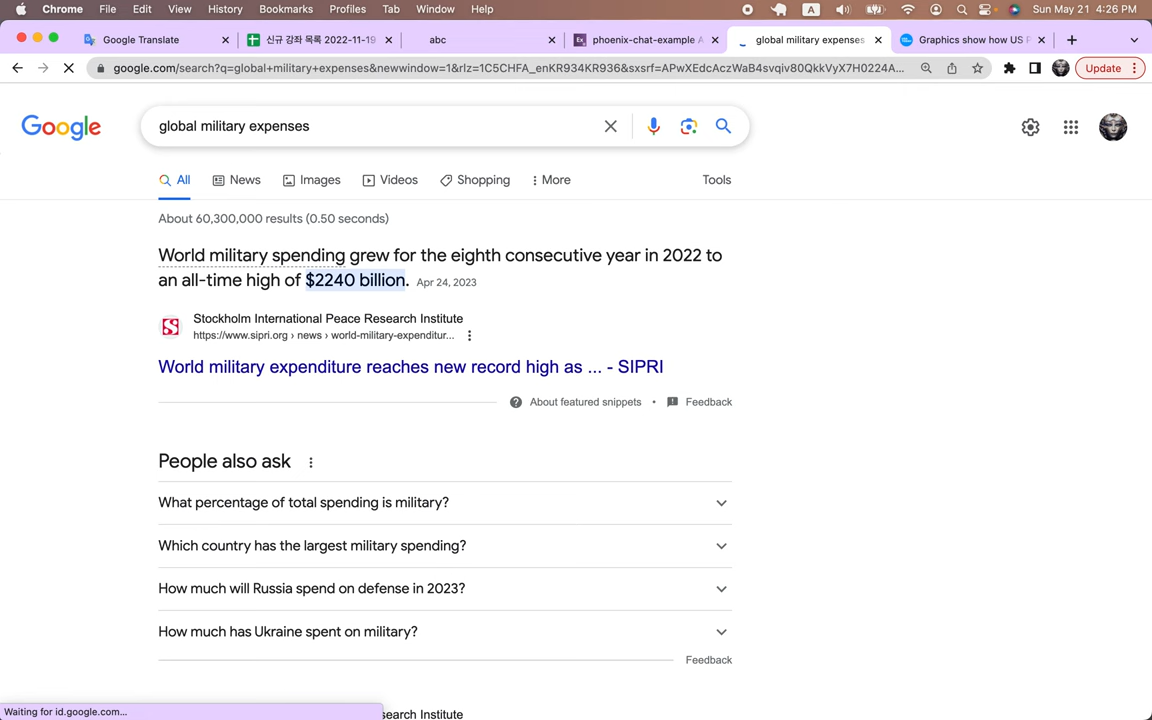 Chrome File Edit View History Bookmarks Profiles Tab Window Help A Sun May 21 4:26 PM
Google Translate 신규 강좌 목록 2022-11-19 abc Ex phoenix-chat-example A global military expenses Graphics show how US P
google.com/search?q=global+military+expenses&newwindow=1&rlz=1C5CHFA_enKR934KR936&sxsrf=APwXEdcAczWaB4svqiv80QkkVyX7H0224A... Update
Google global military expenses
All News Images Videos Shopping More Tools
About 60,300,000 results (0.50 seconds)
World military spending grew for the eighth consecutive year in 2022 to
an all-time high of $2240 billion. Apr 24, 2023
S Stockholm International Peace Research Institute
https://www.sipri.org › news › world-military-expenditur...
World military expenditure reaches new record high as ... - SIPRI
About featured snippets • Feedback
People also ask
What percentage of total spending is military?
Which country has the largest military spending?
How much will Russia spend on defense in 2023?
How much has Ukraine spent on military?
Feedback
Waiting for id.google.com... search Institute